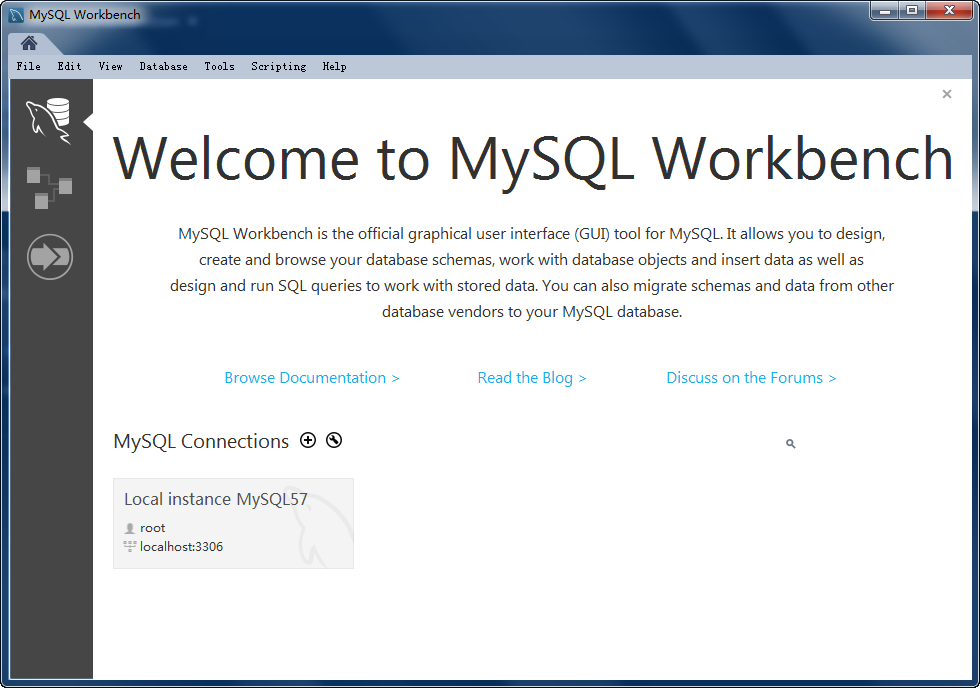 MySQL Workbench
File Edit View Database Tools Scripting Help
Welcome to MySQL Workbench
MySQL Workbench is the official graphical user interface (GUI) tool for MySQL. It allows you to design,
create and browse your database schemas, work with database objects and insert data as well as
design and run SQL queries to work with stored data. You can also migrate schemas and data from other
database vendors to your MySQL database.
Browse Documentation > Read the Blog > Discuss on the Forums >
MySQL Connections
Local instance MySQL57
root
localhost:3306